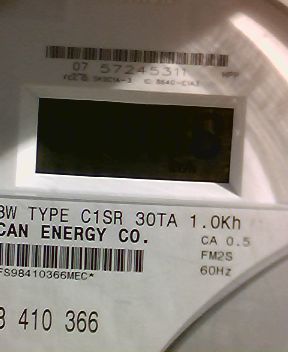 07 57245311
3W TYPE C1SR 30TA 1.0Kh
CAN ENERGY CO.
CA 0.5
FM2S
60Hz
FS98410366MEC*
8 410 366